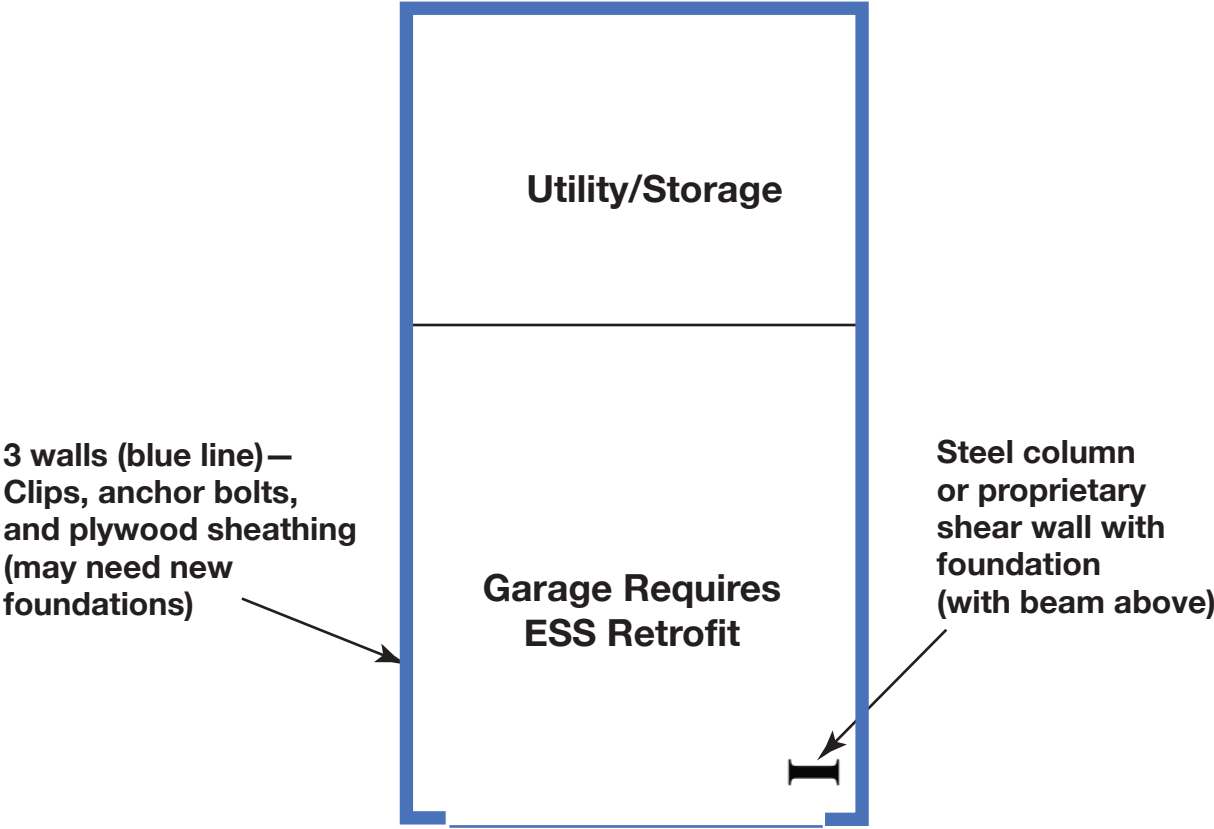 Utility/Storage
3 walls (blue line)—
Clips, anchor bolts,
and plywood sheathing
(may need new
foundations)
Garage Requires
ESS Retrofit
Steel column
or proprietary
shear wall with
foundation
(with beam above)